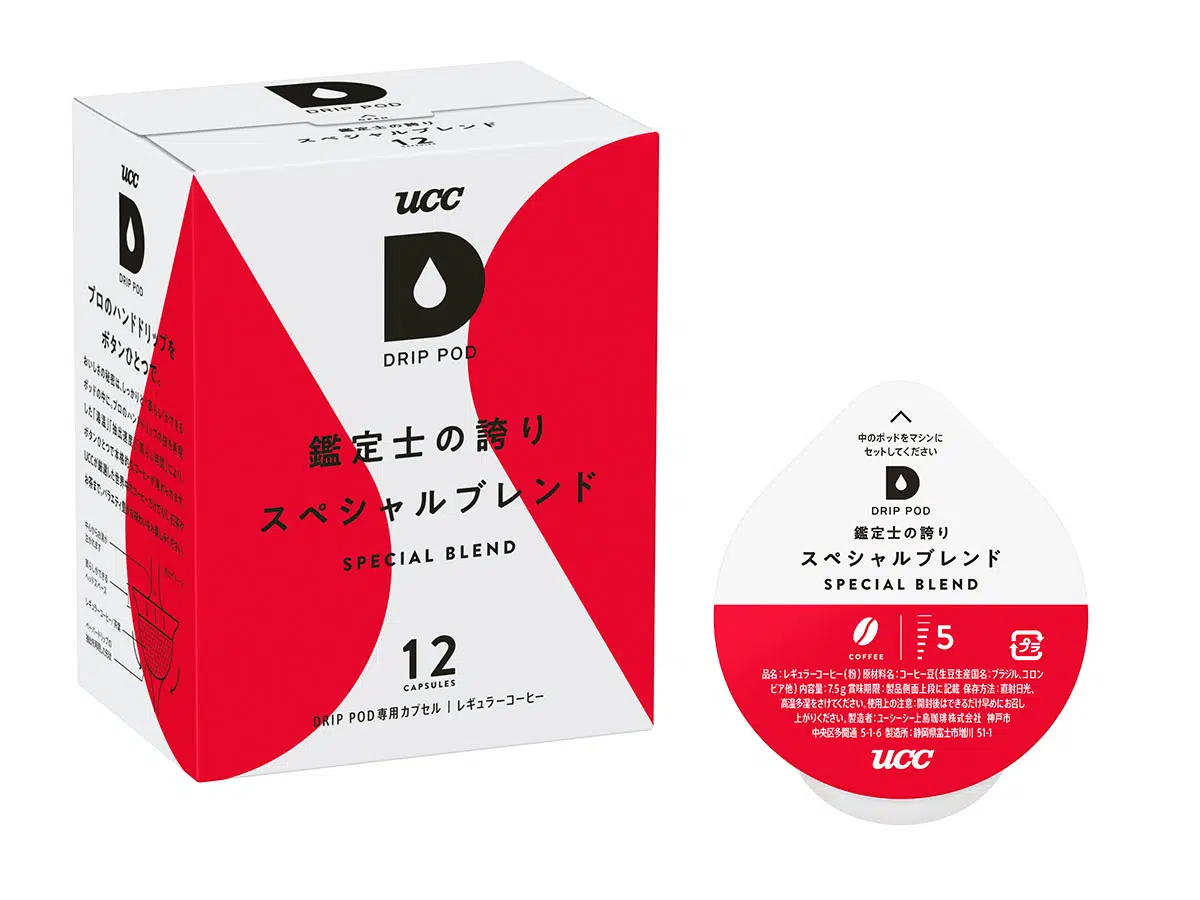 DRIP POD
OPEN
鑑定士の誇り
スペシャルブレンド
12
CAPSULES
UCC
DRIP POD
プロのハンドドリップを
ボタンひとつで。
UCC
DRIP POD
鑑定士の誇り
スペシャルブレンド
SPECIAL BLEND
12
CAPSULES
DRIP POD専用カプセル | レギュラーコーヒー
中のポッドをマシンに
セットしてください
DRIP POD
鑑定士の誇り
スペシャルブレンド
SPECIAL BLEND
COFFEE
5
プラ
品名:レギュラーコーヒー(粉) 原材料名:コーヒー豆(生豆生産国名:ブラジル、コロン
ビア他) 内容量:7.5g 賞味期限:製品側面上段に記載 保存方法:直射日光、
高温多湿をさけてください。使用上の注意:開封後はできるだけ早めにお召し
上がりください。製造者:ユーシーシー上島珈琲株式会社 神戸市
中央区多聞通 5-1-6 製造所:静岡県富士市増川 51-1
UCC